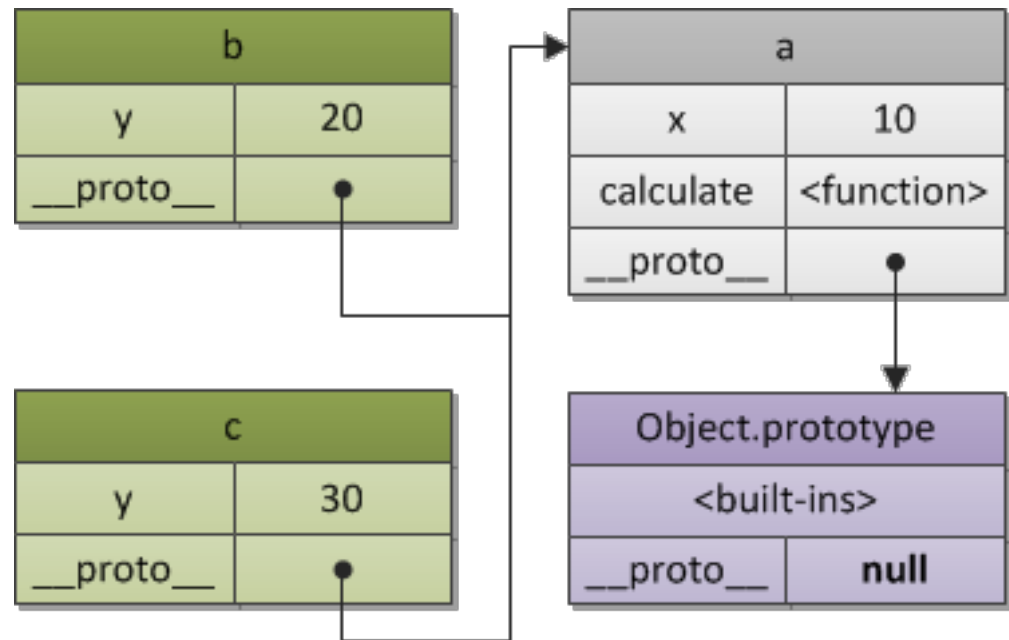 b
y 20
__proto__
a
x 10
calculate <function>
__proto__
c
y 30
__proto__
Object.prototype
<built-ins>
__proto__ null